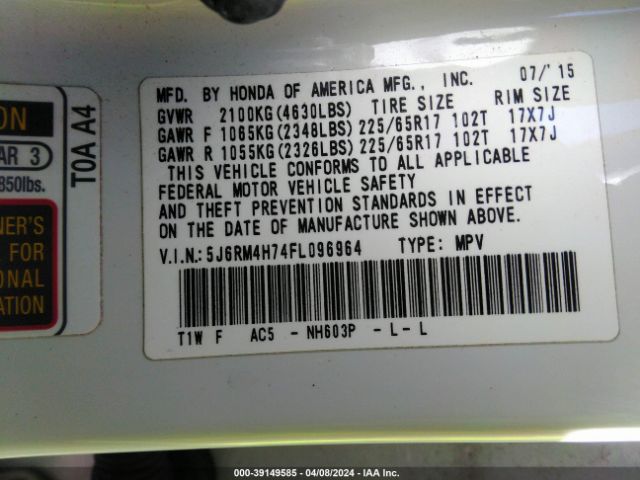 MFD. BY HONDA OF AMERICA MFG., INC. 07/'15
GVWR 2100KG(4630LBS) TIRE SIZE RIM SIZE
GAWR F 1065KG(2348LBS) 225/65R17 102T 17X7J
GAWR R 1055KG(2326LBS) 225/65R17 102T 17X7J
THIS VEHICLE CONFORMS TO ALL APPLICABLE
FEDERAL MOTOR VEHICLE SAFETY
AND THEFT PREVENTION STANDARDS IN EFFECT
ON THE DATE OF MANUFACTURE SHOWN ABOVE.
V.I.N.:5J6RM4H74FL096964 TYPE: MPV
T1W F AC5 - NH603P - L - L
ON
AR 3
850lbs.
T0A A4
NER'S
FOR
ONAL
ATION
000-39149585 - 04/08/2024 - IAA Inc.